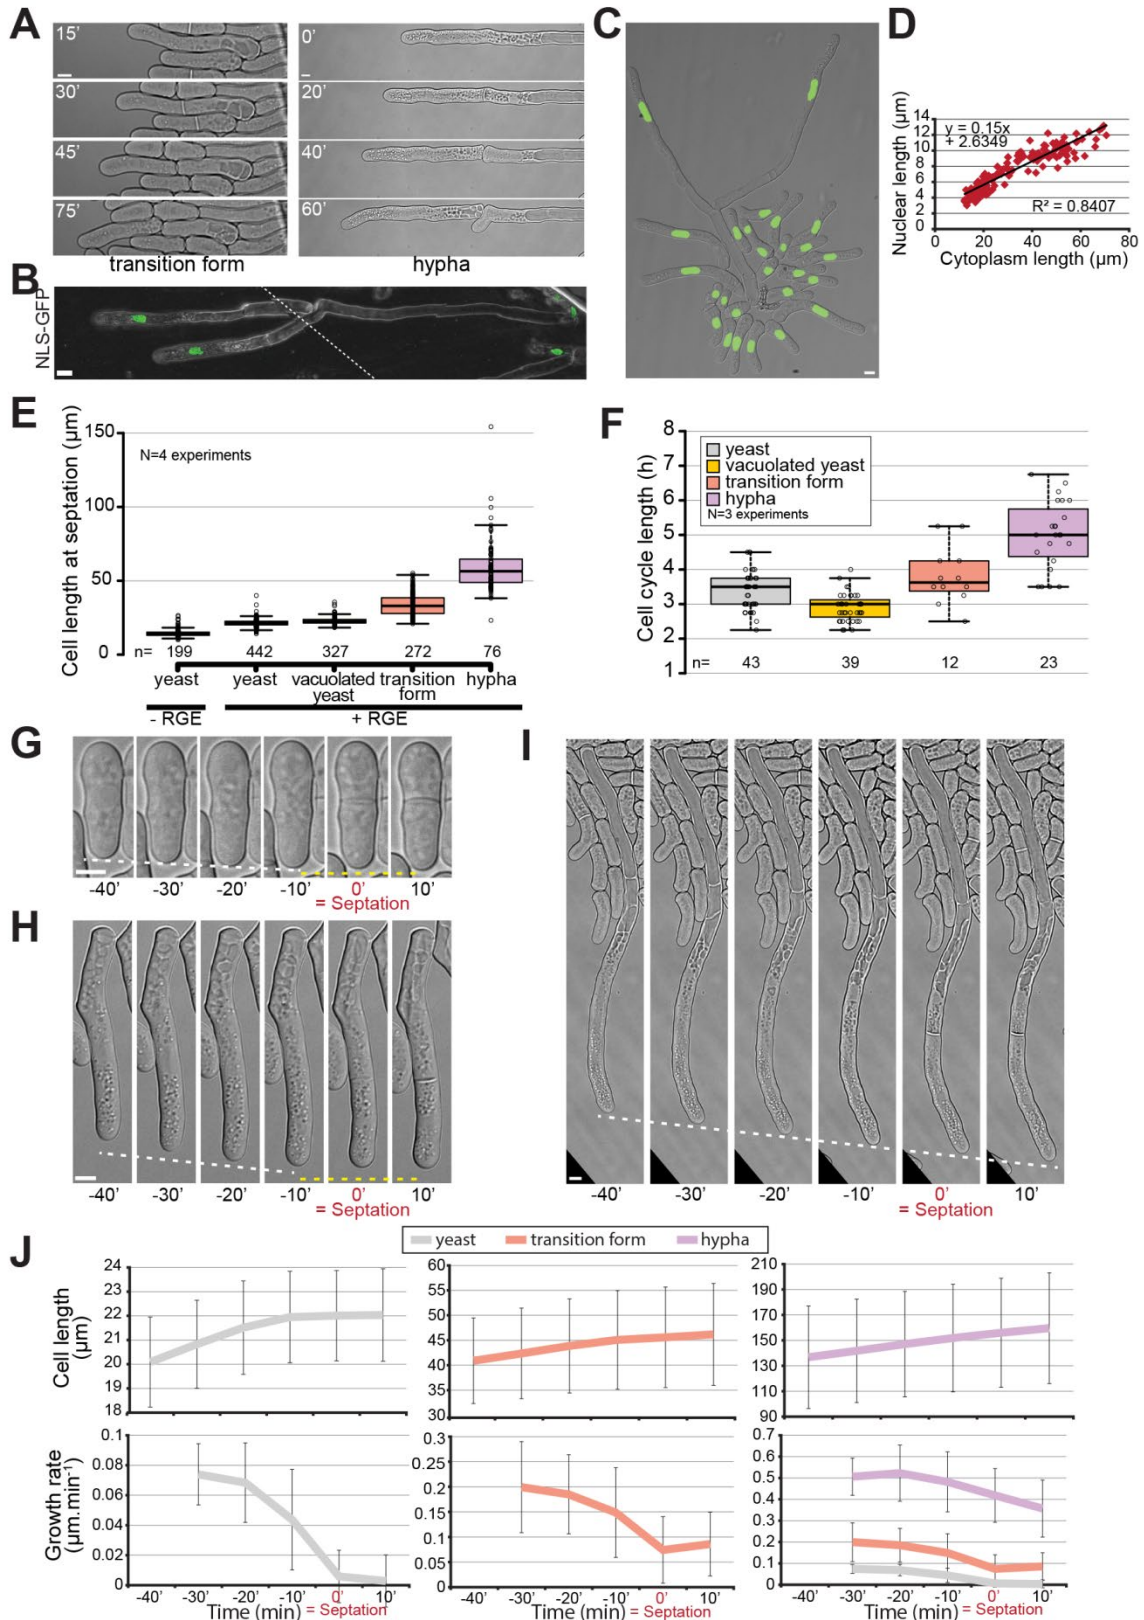 A
15'
30'
45'
75'
transition form
0'
20'
40'
60'
hypha
B
NLS-GFP
C
D
Nuclear length (µm)
14
12
10
8
6
4
2
0
y = 0.15x
+ 2.6349
R² = 0.8407
0 20 40 60 80
Cytoplasm length (µm)
E
Cell length at septation (µm)
150
100
50
0
N=4 experiments
n= 199 442 327 272 76
yeast yeast vacuolated yeast transition form hypha
- RGE + RGE
F
Cell cycle length (h)
8
7
6
5
4
3
2
1
yeast
vacuolated yeast
transition form
hypha
N=3 experiments
n= 43 39 12 23
G
-40' -30' -20' -10' 0' 10'
= Septation
H
-40' -30' -20' -10' 0' 10'
= Septation
I
-40' -30' -20' -10' 0' 10'
= Septation
J
yeast transition form hypha
Cell length
(µm)
24
23
22
21
20
19
18
60
55
50
45
40
35
30
210
190
170
150
130
110
90
Growth rate
(µm.min⁻¹)
0.1
0.08
0.06
0.04
0.02
0
0.3
0.25
0.2
0.15
0.1
0.05
0
0.7
0.6
0.5
0.4
0.3
0.2
0.1
0
-40' -30' -20' -10' 0' 10'
Time (min) = Septation
-40' -30' -20' -10' 0' 10'
Time (min) = Septation
-40' -30' -20' -10' 0' 10'
Time (min) = Septation